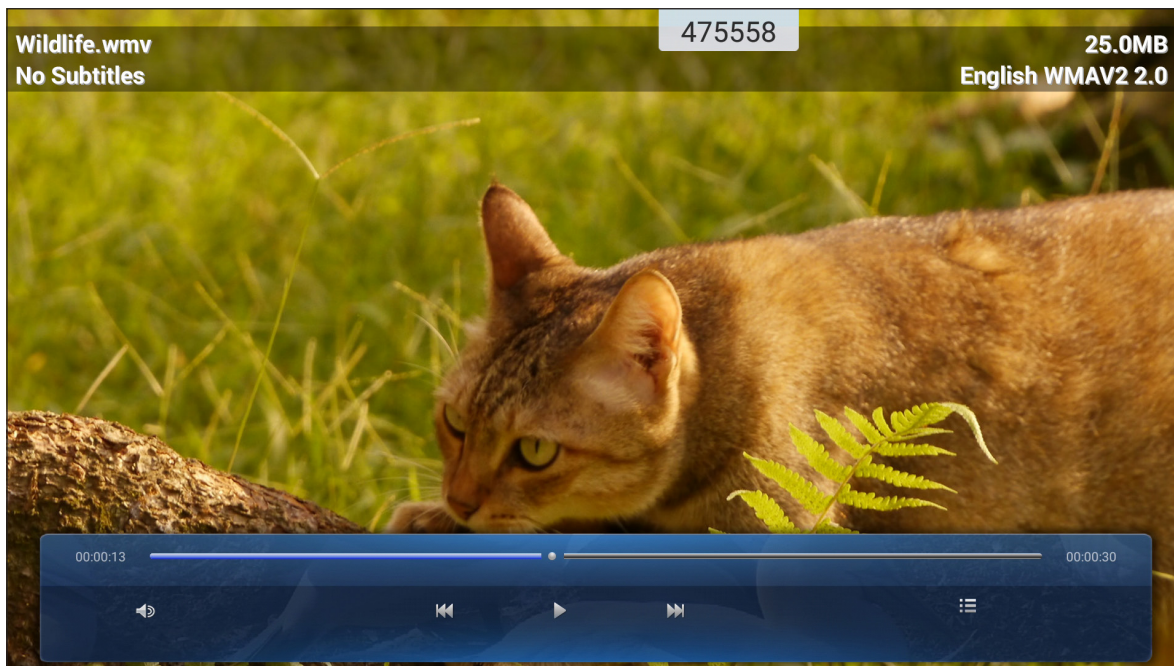 475558
Wildlife.wmv
25.0MB
No Subtitles
English WMAV2 2.0
00:00:13
00:00:30